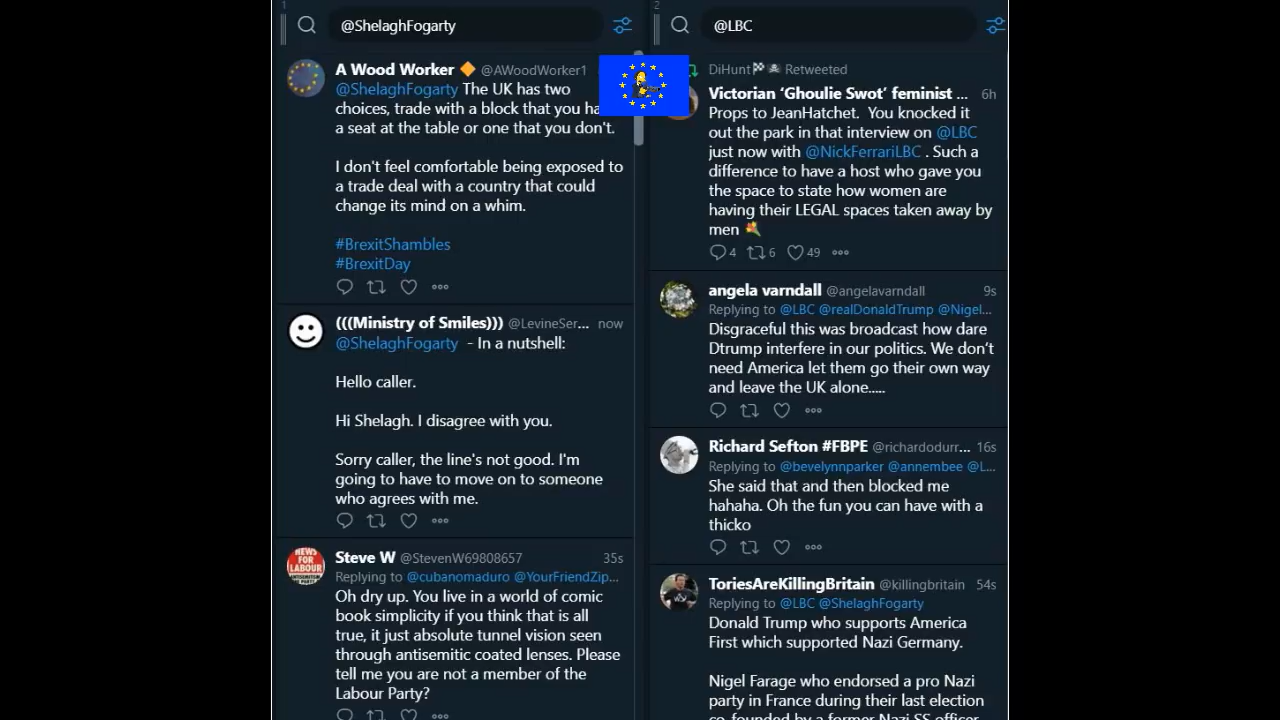 1
@ShelaghFogarty
A Wood Worker 🔶 @AWoodWorker1
@ShelaghFogarty The UK has two
choices, trade with a block that you ha
a seat at the table or one that you don't.
I don't feel comfortable being exposed to
a trade deal with a country that could
change its mind on a whim.
#BrexitShambles
#BrexitDay
(((Ministry of Smiles))) @LevineSer... now
@ShelaghFogarty - In a nutshell:
Hello caller.
Hi Shelagh. I disagree with you.
Sorry caller, the line's not good. I'm
going to have to move on to someone
who agrees with me.
Steve W @StevenW69808657 35s
Replying to @cubanomaduro @YourFriendZip...
Oh dry up. You live in a world of comic
book simplicity if you think that is all
true, it just absolute tunnel vision seen
through antisemitic coated lenses. Please
tell me you are not a member of the
Labour Party?
2
@LBC
DiHunt🏁☠ Retweeted
Victorian ‘Ghoulie Swot’ feminist ... 6h
Props to JeanHatchet. You knocked it
out the park in that interview on @LBC
just now with @NickFerrariLBC . Such a
difference to have a host who gave you
the space to state how women are
having their LEGAL spaces taken away by
men 💐
4 6 49
angela varndall @angelavarndall 9s
Replying to @LBC @realDonaldTrump @Nigel...
Disgraceful this was broadcast how dare
Dtrump interfere in our politics. We don’t
need America let them go their own way
and leave the UK alone.....
Richard Sefton #FBPE @richardodurr... 16s
Replying to @bevelynnparker @annembee @L...
She said that and then blocked me
hahaha. Oh the fun you can have with a
thicko
ToriesAreKillingBritain @killingbritain 54s
Replying to @LBC @ShelaghFogarty
Donald Trump who supports America
First which supported Nazi Germany.
Nigel Farage who endorsed a pro Nazi
party in France during their last election
co-founded by a former Nazi SS officer